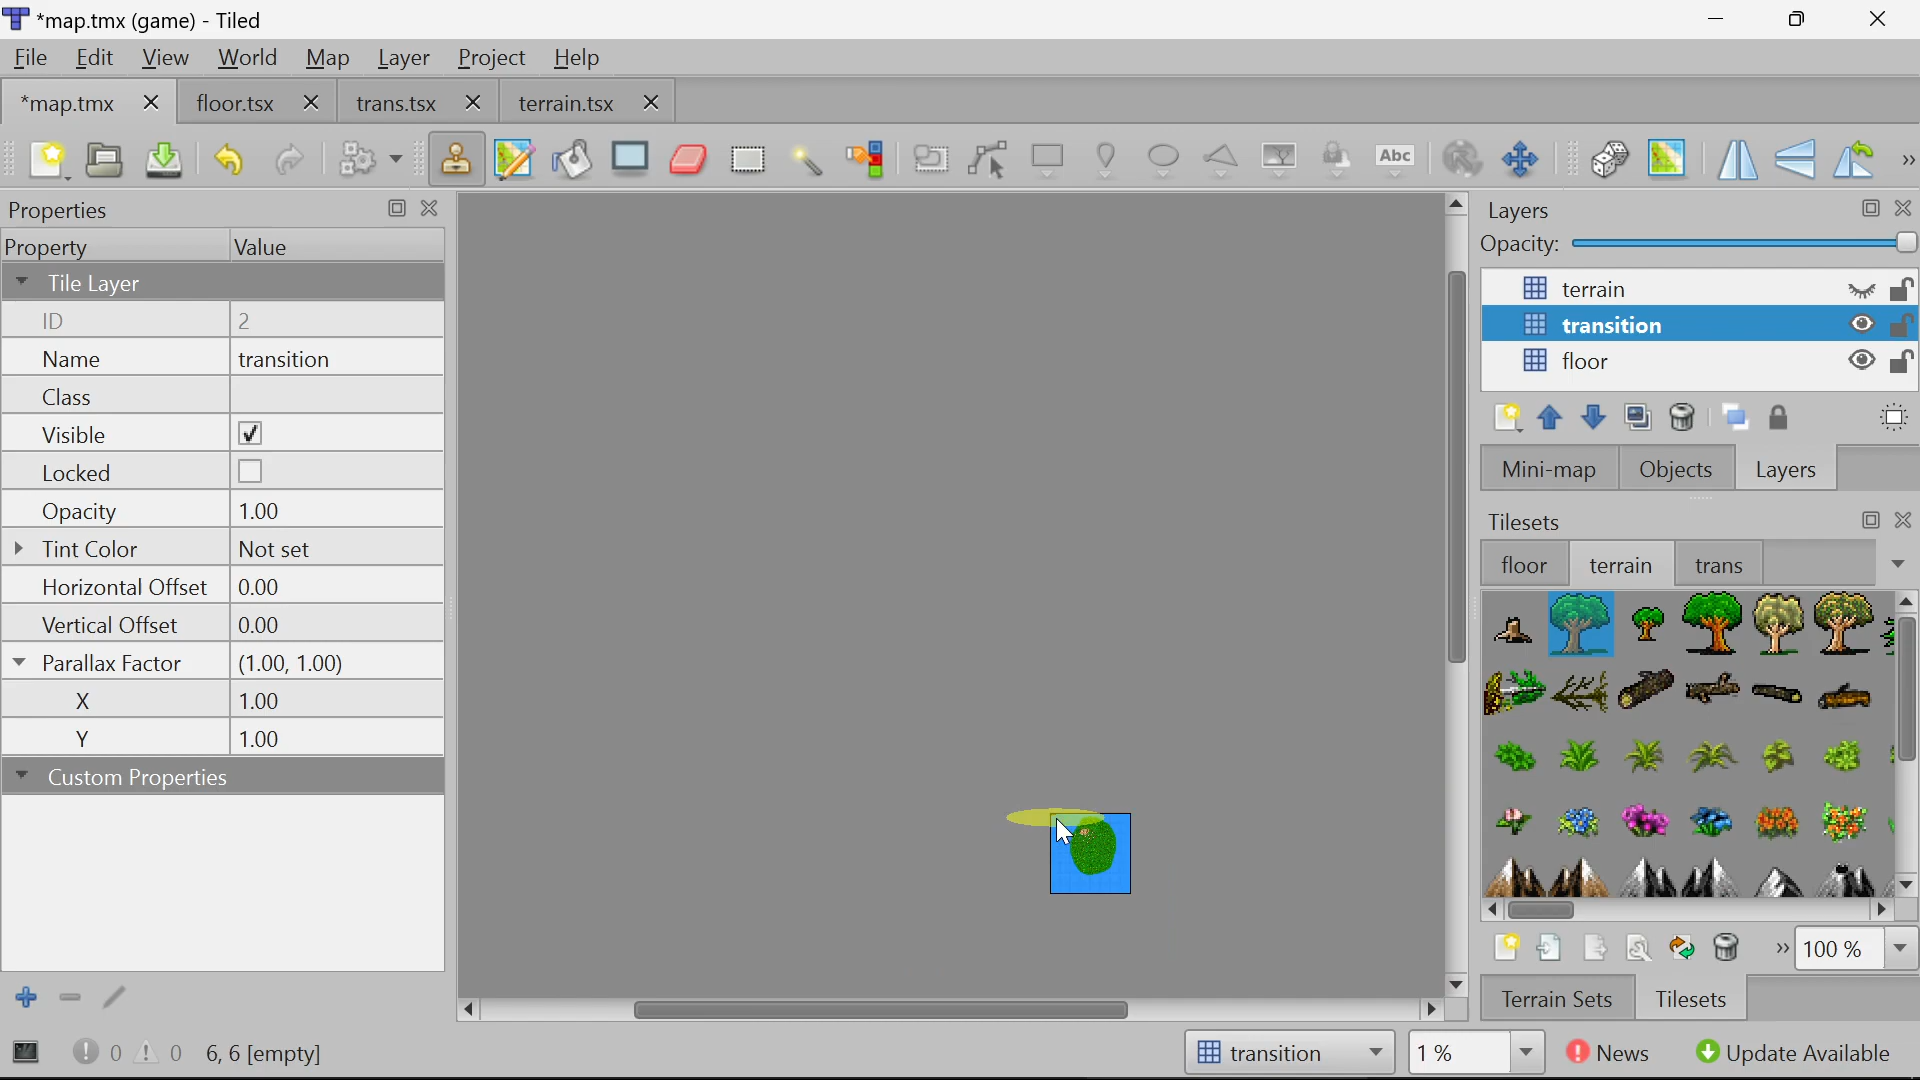 *map.tmx (game) - Tiled
File Edit View World Map Layer Project Help
*map.tmx floor.tsx trans.tsx terrain.tsx
Abc
Properties
Property Value
Tile Layer
ID 2
Name transition
Class
Visible
Locked
Opacity 1.00
Tint Color Not set
Horizontal Offset 0.00
Vertical Offset 0.00
Parallax Factor (1.00, 1.00)
X 1.00
Y 1.00
Custom Properties
Layers
Opacity:
terrain
transition
floor
Mini-map Objects Layers
Tilesets
floor terrain trans
100 %
Terrain Sets Tilesets
0 0 6, 6 [empty] transition 1 % News Update Available